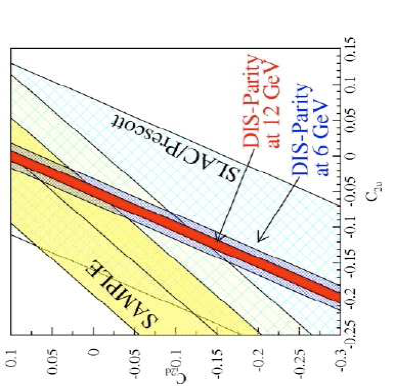 0.1
0.05
0
-0.05
-0.1
-0.15
-0.2
-0.25
-0.3
SAMPLE
SLAC/Prescott
DIS-Parity
at 12 GeV
DIS-Parity
at 6 GeV
-0.25
-0.2
-0.15
-0.1
-0.05
0
0.05
0.1
0.15
C2u